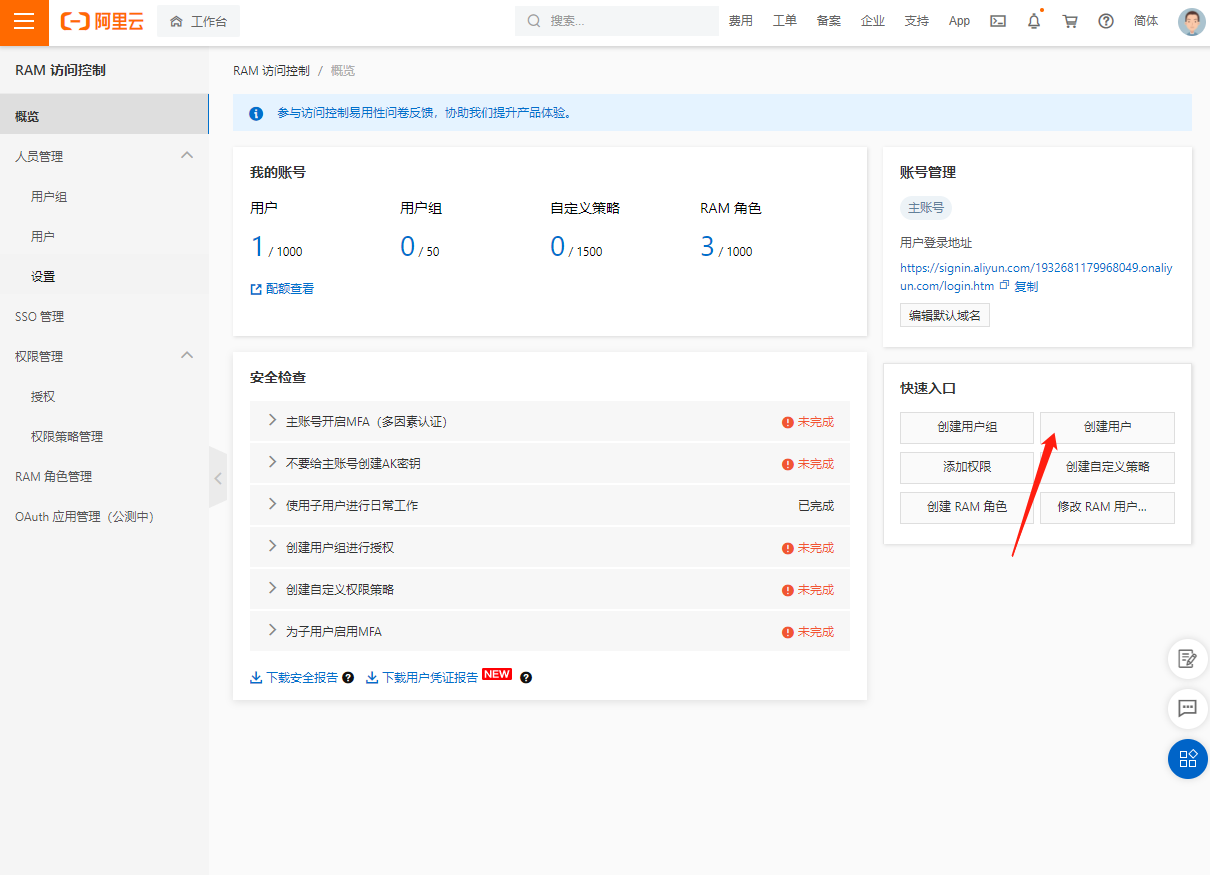 阿里云
工作台
搜索...
费用
工单
备案
企业
支持
App
简体
RAM 访问控制
概览
人员管理
用户组
用户
设置
SSO 管理
权限管理
授权
权限策略管理
RAM 角色管理
OAuth 应用管理（公测中）
RAM 访问控制 / 概览
参与访问控制易用性问卷反馈，协助我们提升产品体验。
我的账号
用户
用户组
自定义策略
RAM 角色
1 / 1000
0 / 50
0 / 1500
3 / 1000
配额查看
安全检查
主账号开启MFA（多因素认证）
未完成
不要给主账号创建AK密钥
未完成
使用子用户进行日常工作
已完成
创建用户组进行授权
未完成
创建自定义权限策略
未完成
为子用户启用MFA
未完成
下载安全报告
下载用户凭证报告
NEW
账号管理
主账号
用户登录地址
https://signin.aliyun.com/1932681179968049.onaliy
un.com/login.htm 复制
编辑默认域名
快速入口
创建用户组
创建用户
添加权限
创建自定义策略
创建 RAM 角色
修改 RAM 用户...